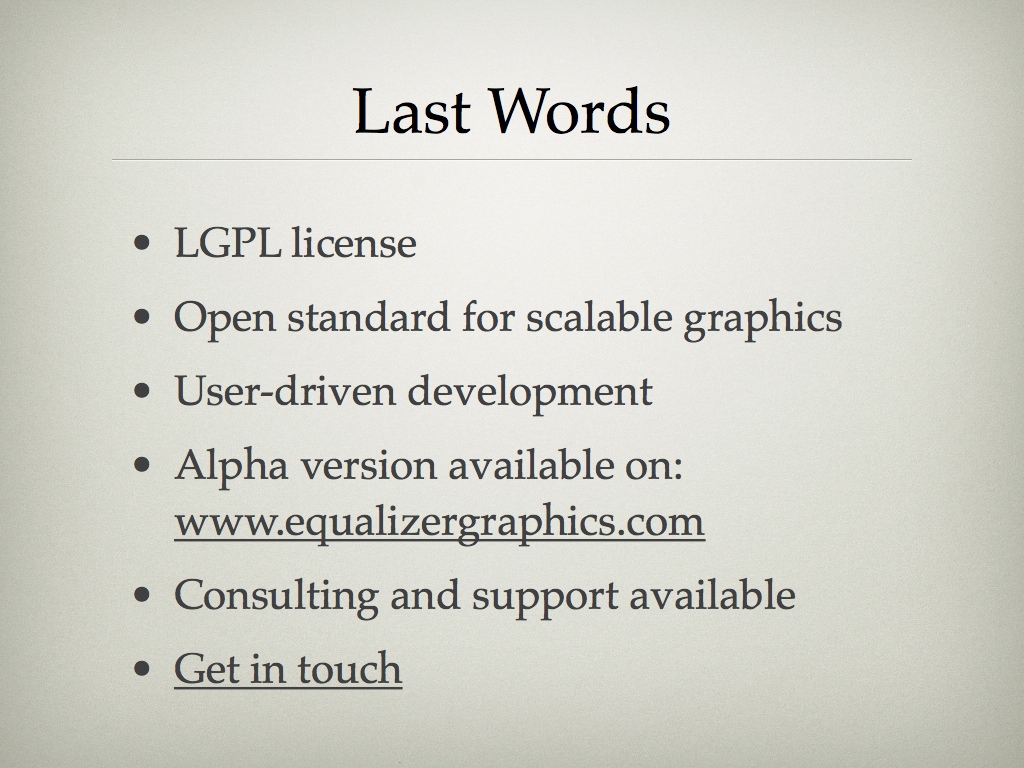 Last Words
• LGPL license
• Open standard for scalable graphics
• User-driven development
• Alpha version available on:
www.equalizergraphics.com
• Consulting and support available
• Get in touch